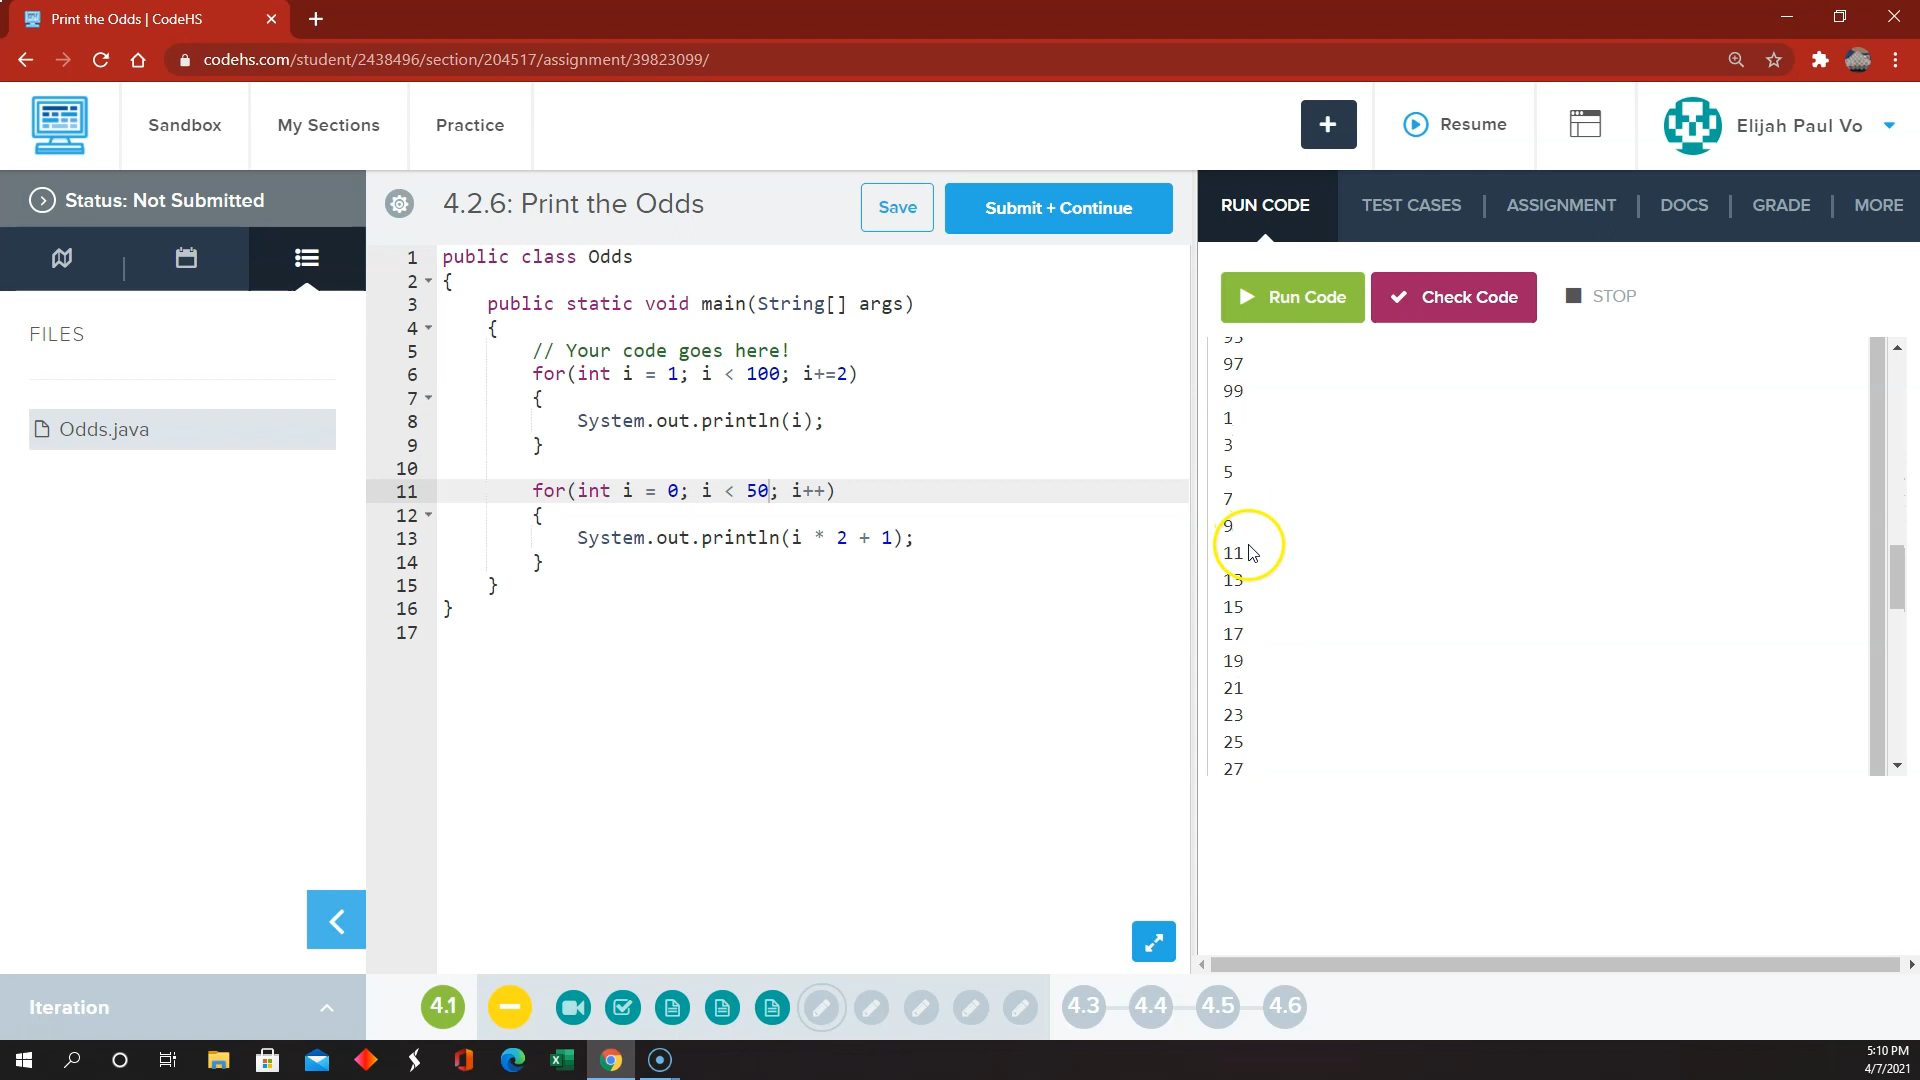 Print the Odds | CodeHS
codehs.com/student/2438496/section/204517/assignment/39823099/
Sandbox
My Sections
Practice
+
Resume
Elijah Paul Vo
Status: Not Submitted
4.2.6: Print the Odds
Save
Submit + Continue
RUN CODE
TEST CASES
ASSIGNMENT
DOCS
GRADE
MORE
FILES
Odds.java
1 public class Odds
2 {
3 public static void main(String[] args)
4 {
5 // Your code goes here!
6 for(int i = 1; i < 100; i+=2)
7 {
8 System.out.println(i);
9 }
10
11 for(int i = 0; i < 50; i++)
12 {
13 System.out.println(i * 2 + 1);
14 }
15 }
16 }
17
Run Code
Check Code
STOP
95
97
99
1
3
5
7
9
11
13
15
17
19
21
23
25
27
Iteration
4.1
4.3
4.4
4.5
4.6
5:10 PM
4/7/2021